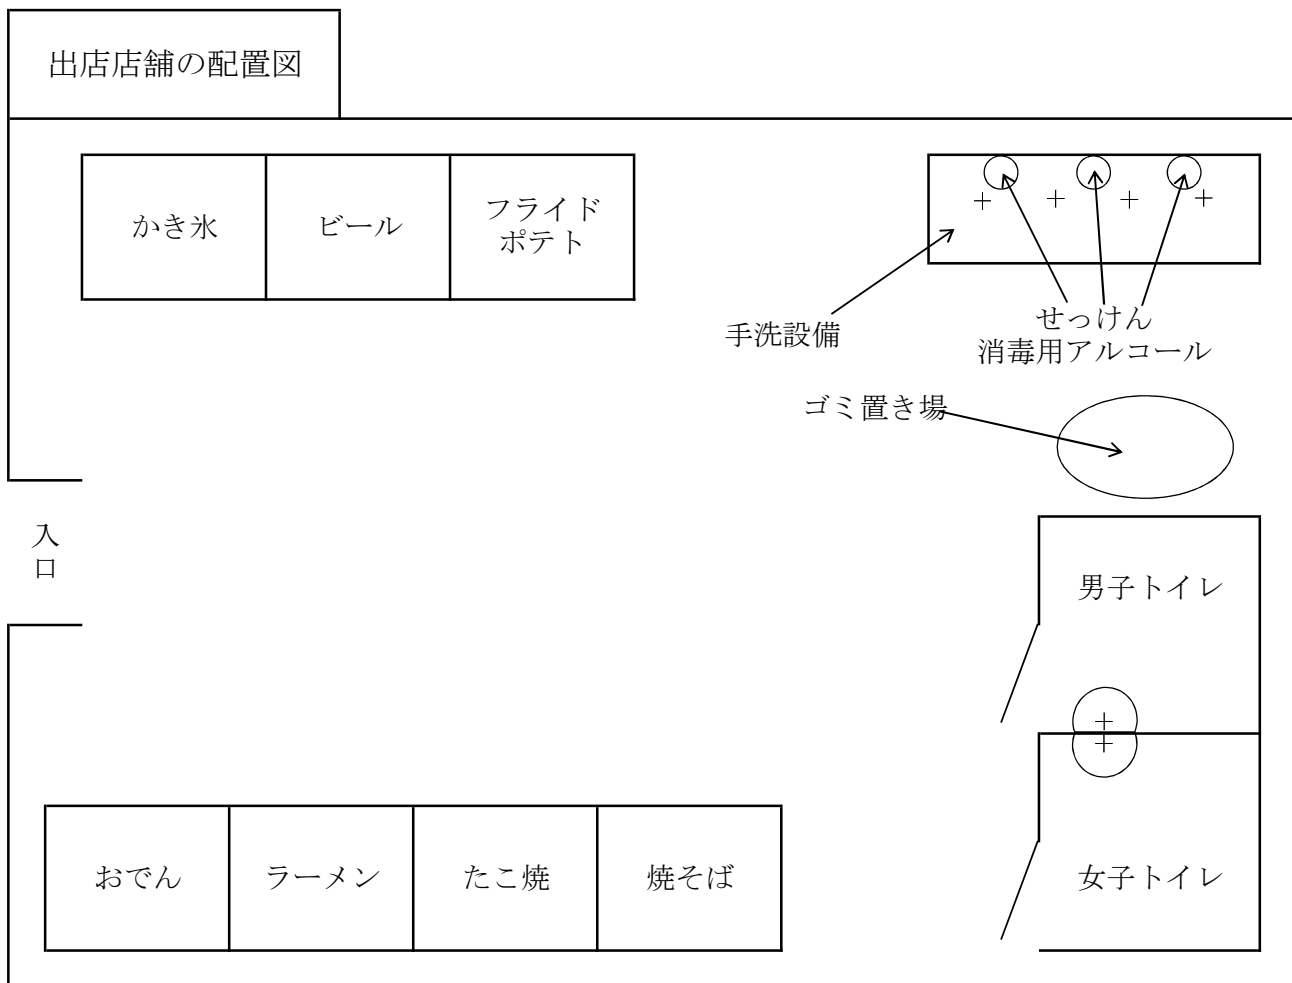 出店店舗の配置図
かき氷
ビール
フライド
ポテト
手洗設備
せっけん
消毒用アルコール
ゴミ置き場
入
口
男子トイレ
おでん
ラーメン
たこ焼
焼そば
女子トイレ